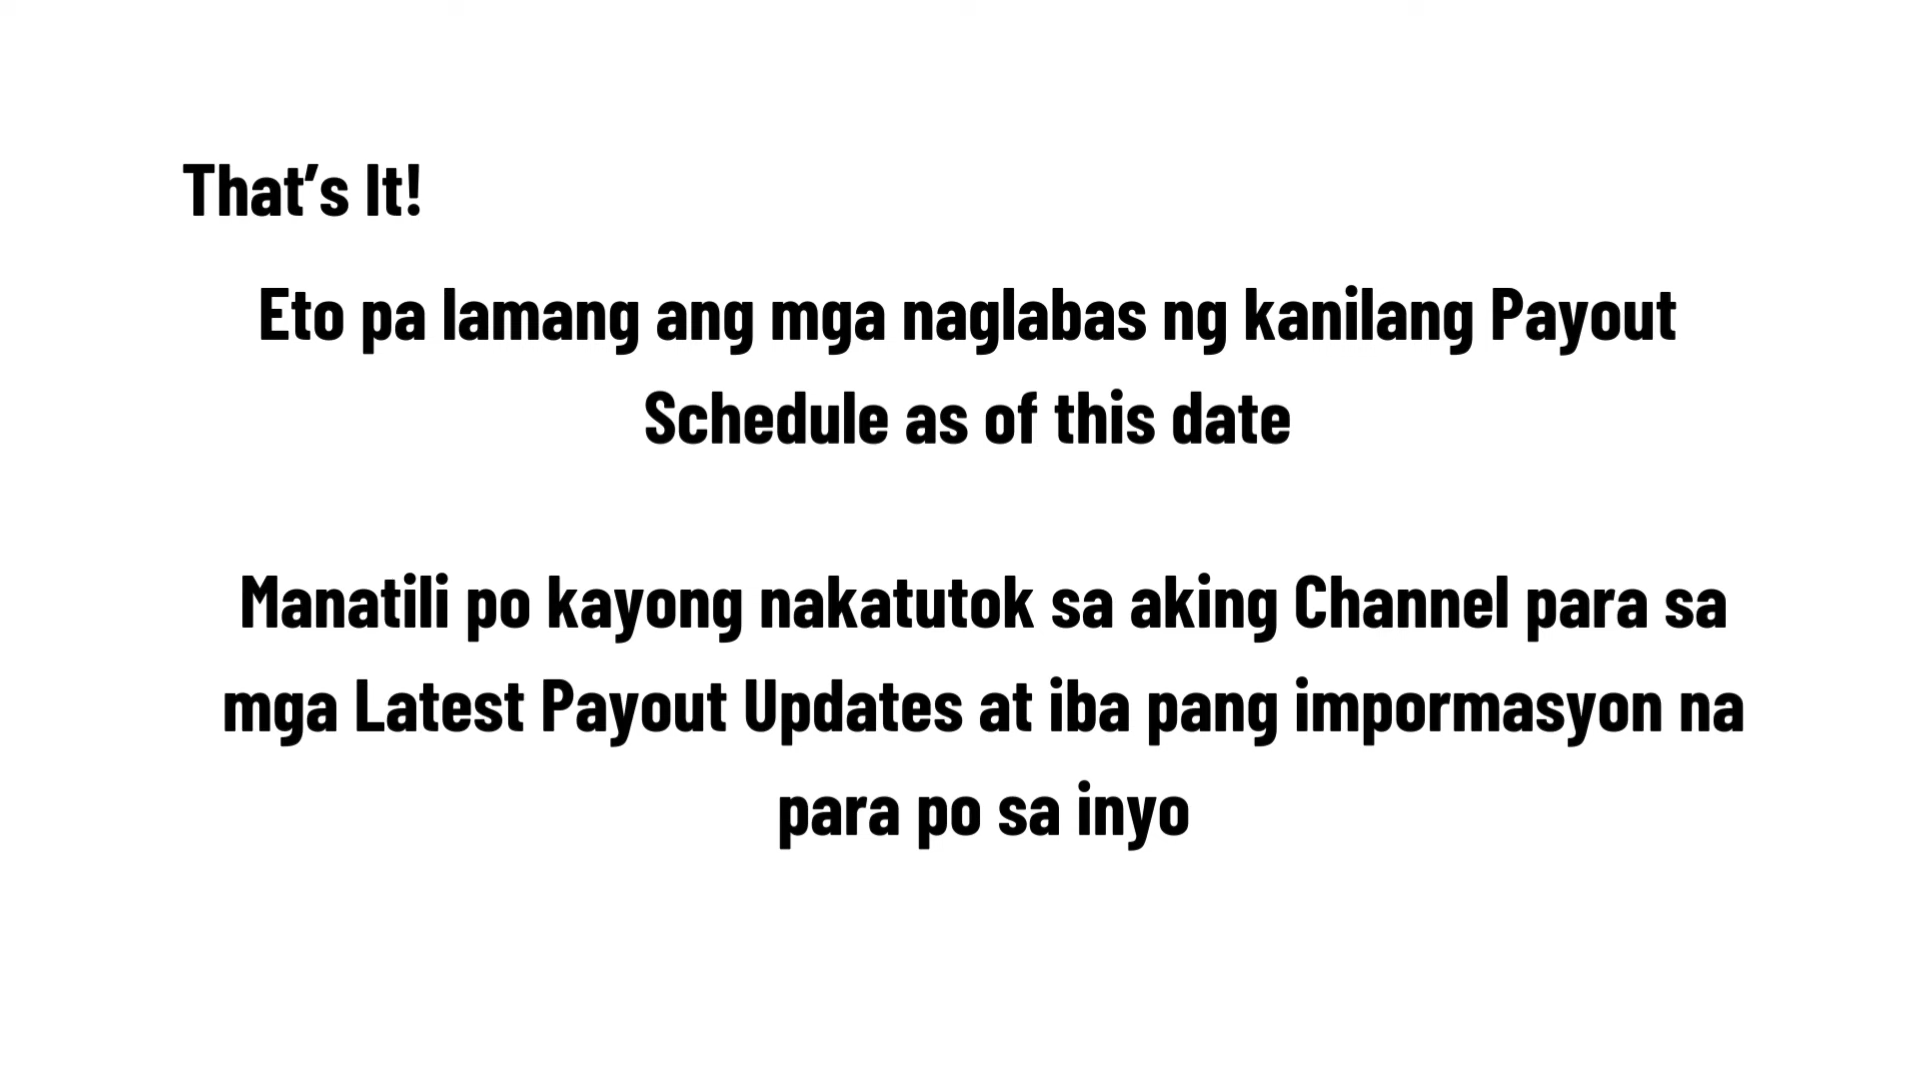 That’s It!
Eto pa lamang ang mga naglabas ng kanilang Payout
Schedule as of this date
Manatili po kayong nakatutok sa aking Channel para sa
mga Latest Payout Updates at iba pang impormasyon na
para po sa inyo